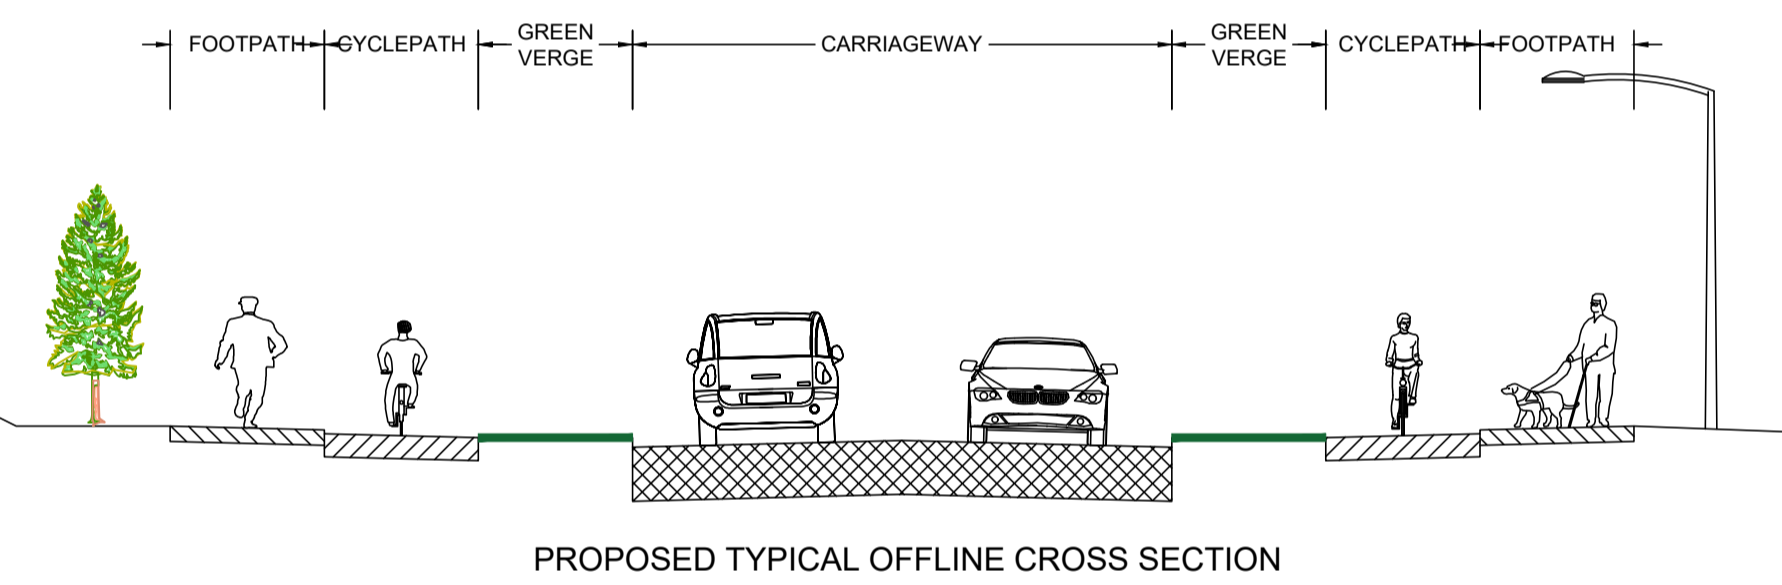 FOOTPATH
CYCLEPATH
GREEN
VERGE
CARRIAGEWAY
GREEN
VERGE
CYCLEPATH
FOOTPATH
PROPOSED TYPICAL OFFLINE CROSS SECTION